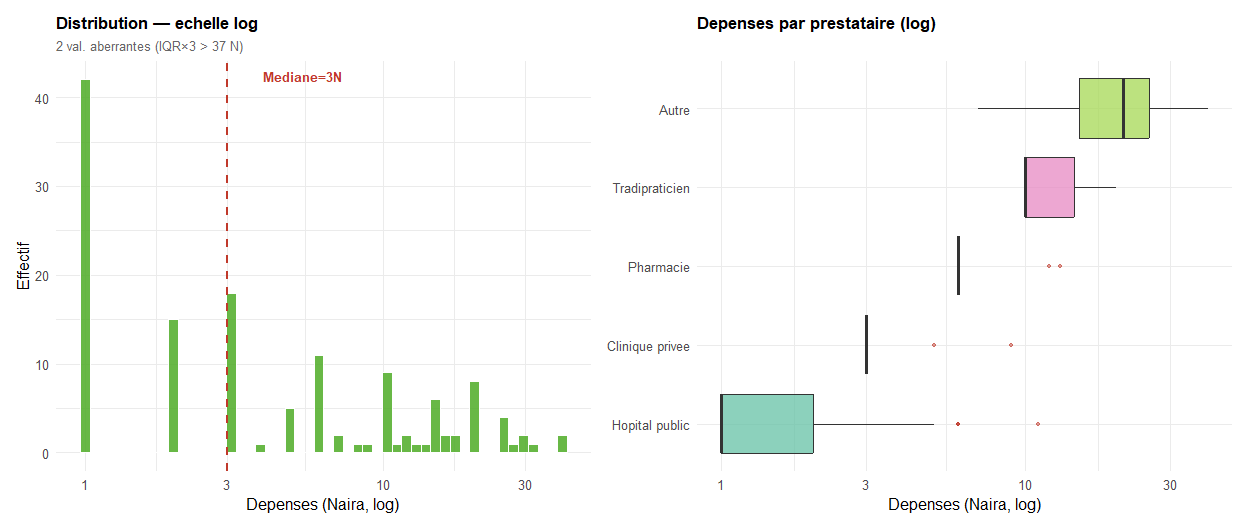 Distribution — echelle log
2 val. aberrantes (IQR×3 > 37 N)
Mediane=3N
Effectif
40
30
20
10
0
1
3
10
30
Depenses (Naira, log)
Depenses par prestataire (log)
Autre
Tradipraticien
Pharmacie
Clinique privee
Hopital public
1
3
10
30
Depenses (Naira, log)